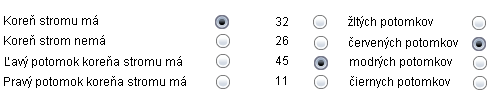 Koreň stromu má 32 žltých potomkov
Koreň strom nemá 26 červených potomkov
Ľavý potomok koreňa stromu má 45 modrých potomkov
Pravý potomok koreňa stromu má 11 čiernych potomkov